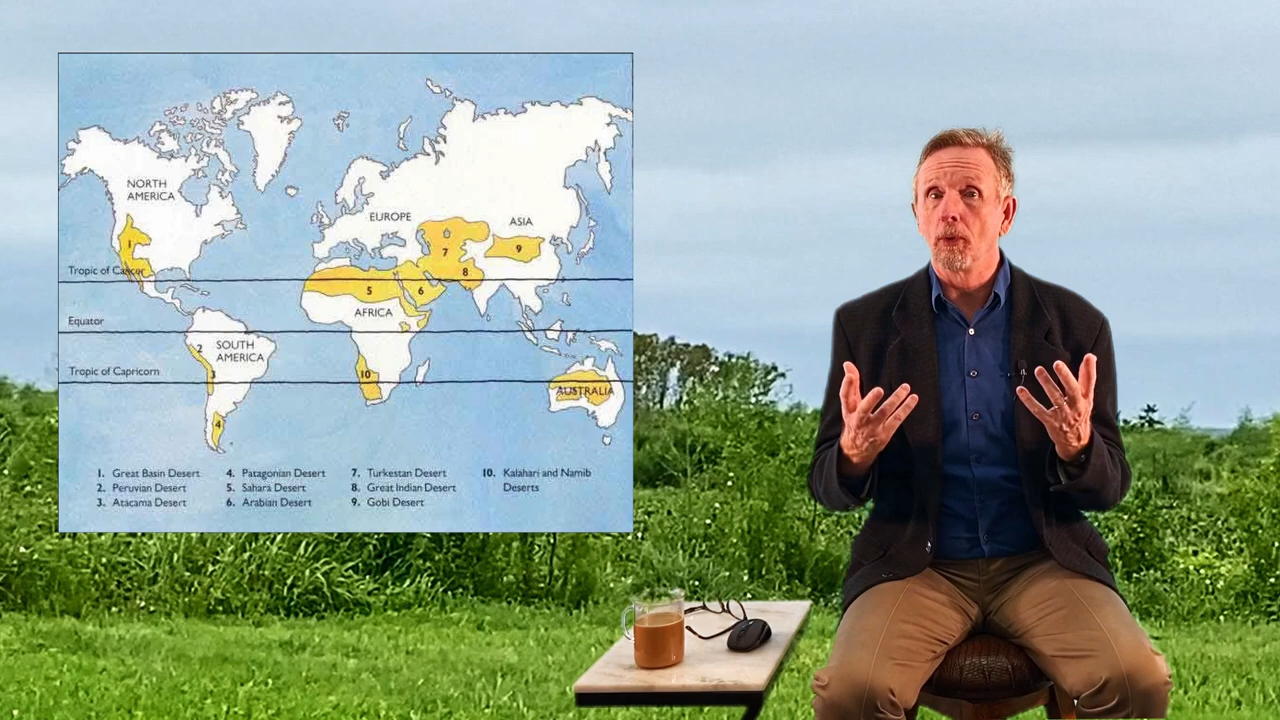 NORTH
AMERICA
EUROPE
ASIA
1
7
9
Tropic of Cancer
8
5
6
AFRICA
Equator
2
SOUTH
AMERICA
Tropic of Capricorn
3
10
AUSTRALIA
4
1. Great Basin Desert
2. Peruvian Desert
3. Atacama Desert
4. Patagonian Desert
5. Sahara Desert
6. Arabian Desert
7. Turkestan Desert
8. Great Indian Desert
9. Gobi Desert
10. Kalahari and Namib
Deserts